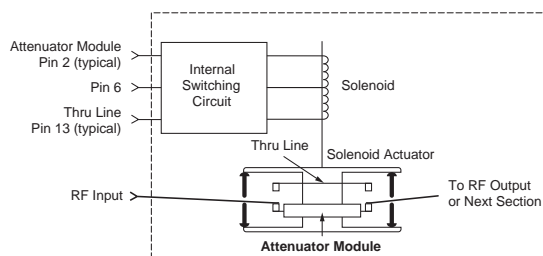 Attenuator Module
Pin 2 (typical)
Pin 6
Thru Line
Pin 13 (typical)
Internal
Switching
Circuit
Solenoid
Thru Line
Solenoid Actuator
RF Input
To RF Output
or Next Section
Attenuator Module